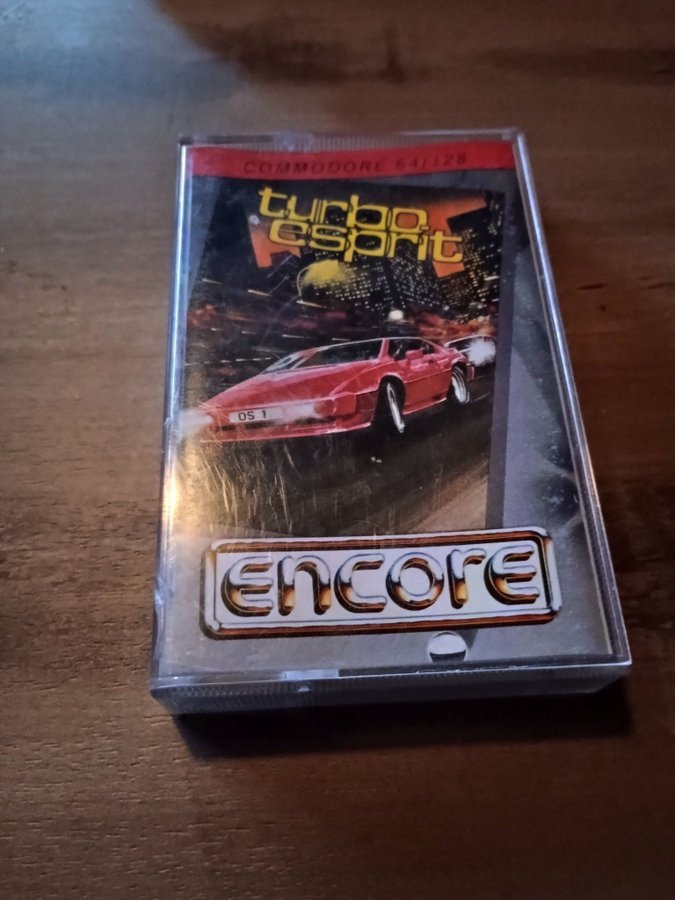 COMMODORE 64/128
turbo
esprit
DS 1
encore